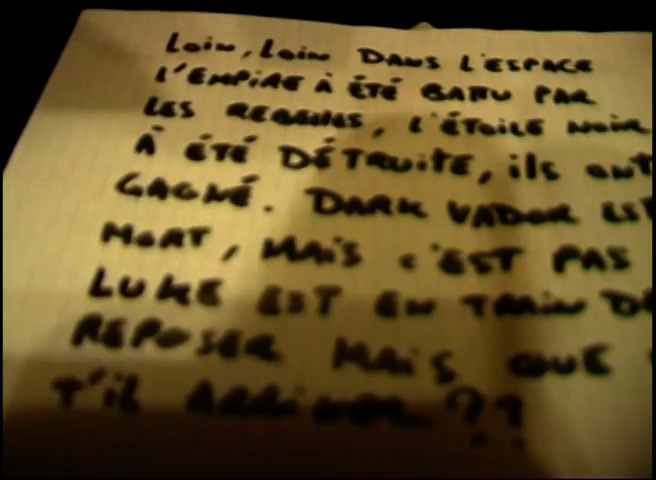 LOIN, LOIN DANS L'ESPACE
L'EMPIRE À ÉTÉ BATTU PAR
LES REBELLES, L'ÉTOILE NOIR
À ÉTÉ DÉTRUITE, ILS ONT
GAGNÉ. DARK VADOR EST
MORT, MAIS C'EST PAS
LUKE EST EN TRAIN DE
REPOSER MAIS QUE
T'IL ARRIVER??